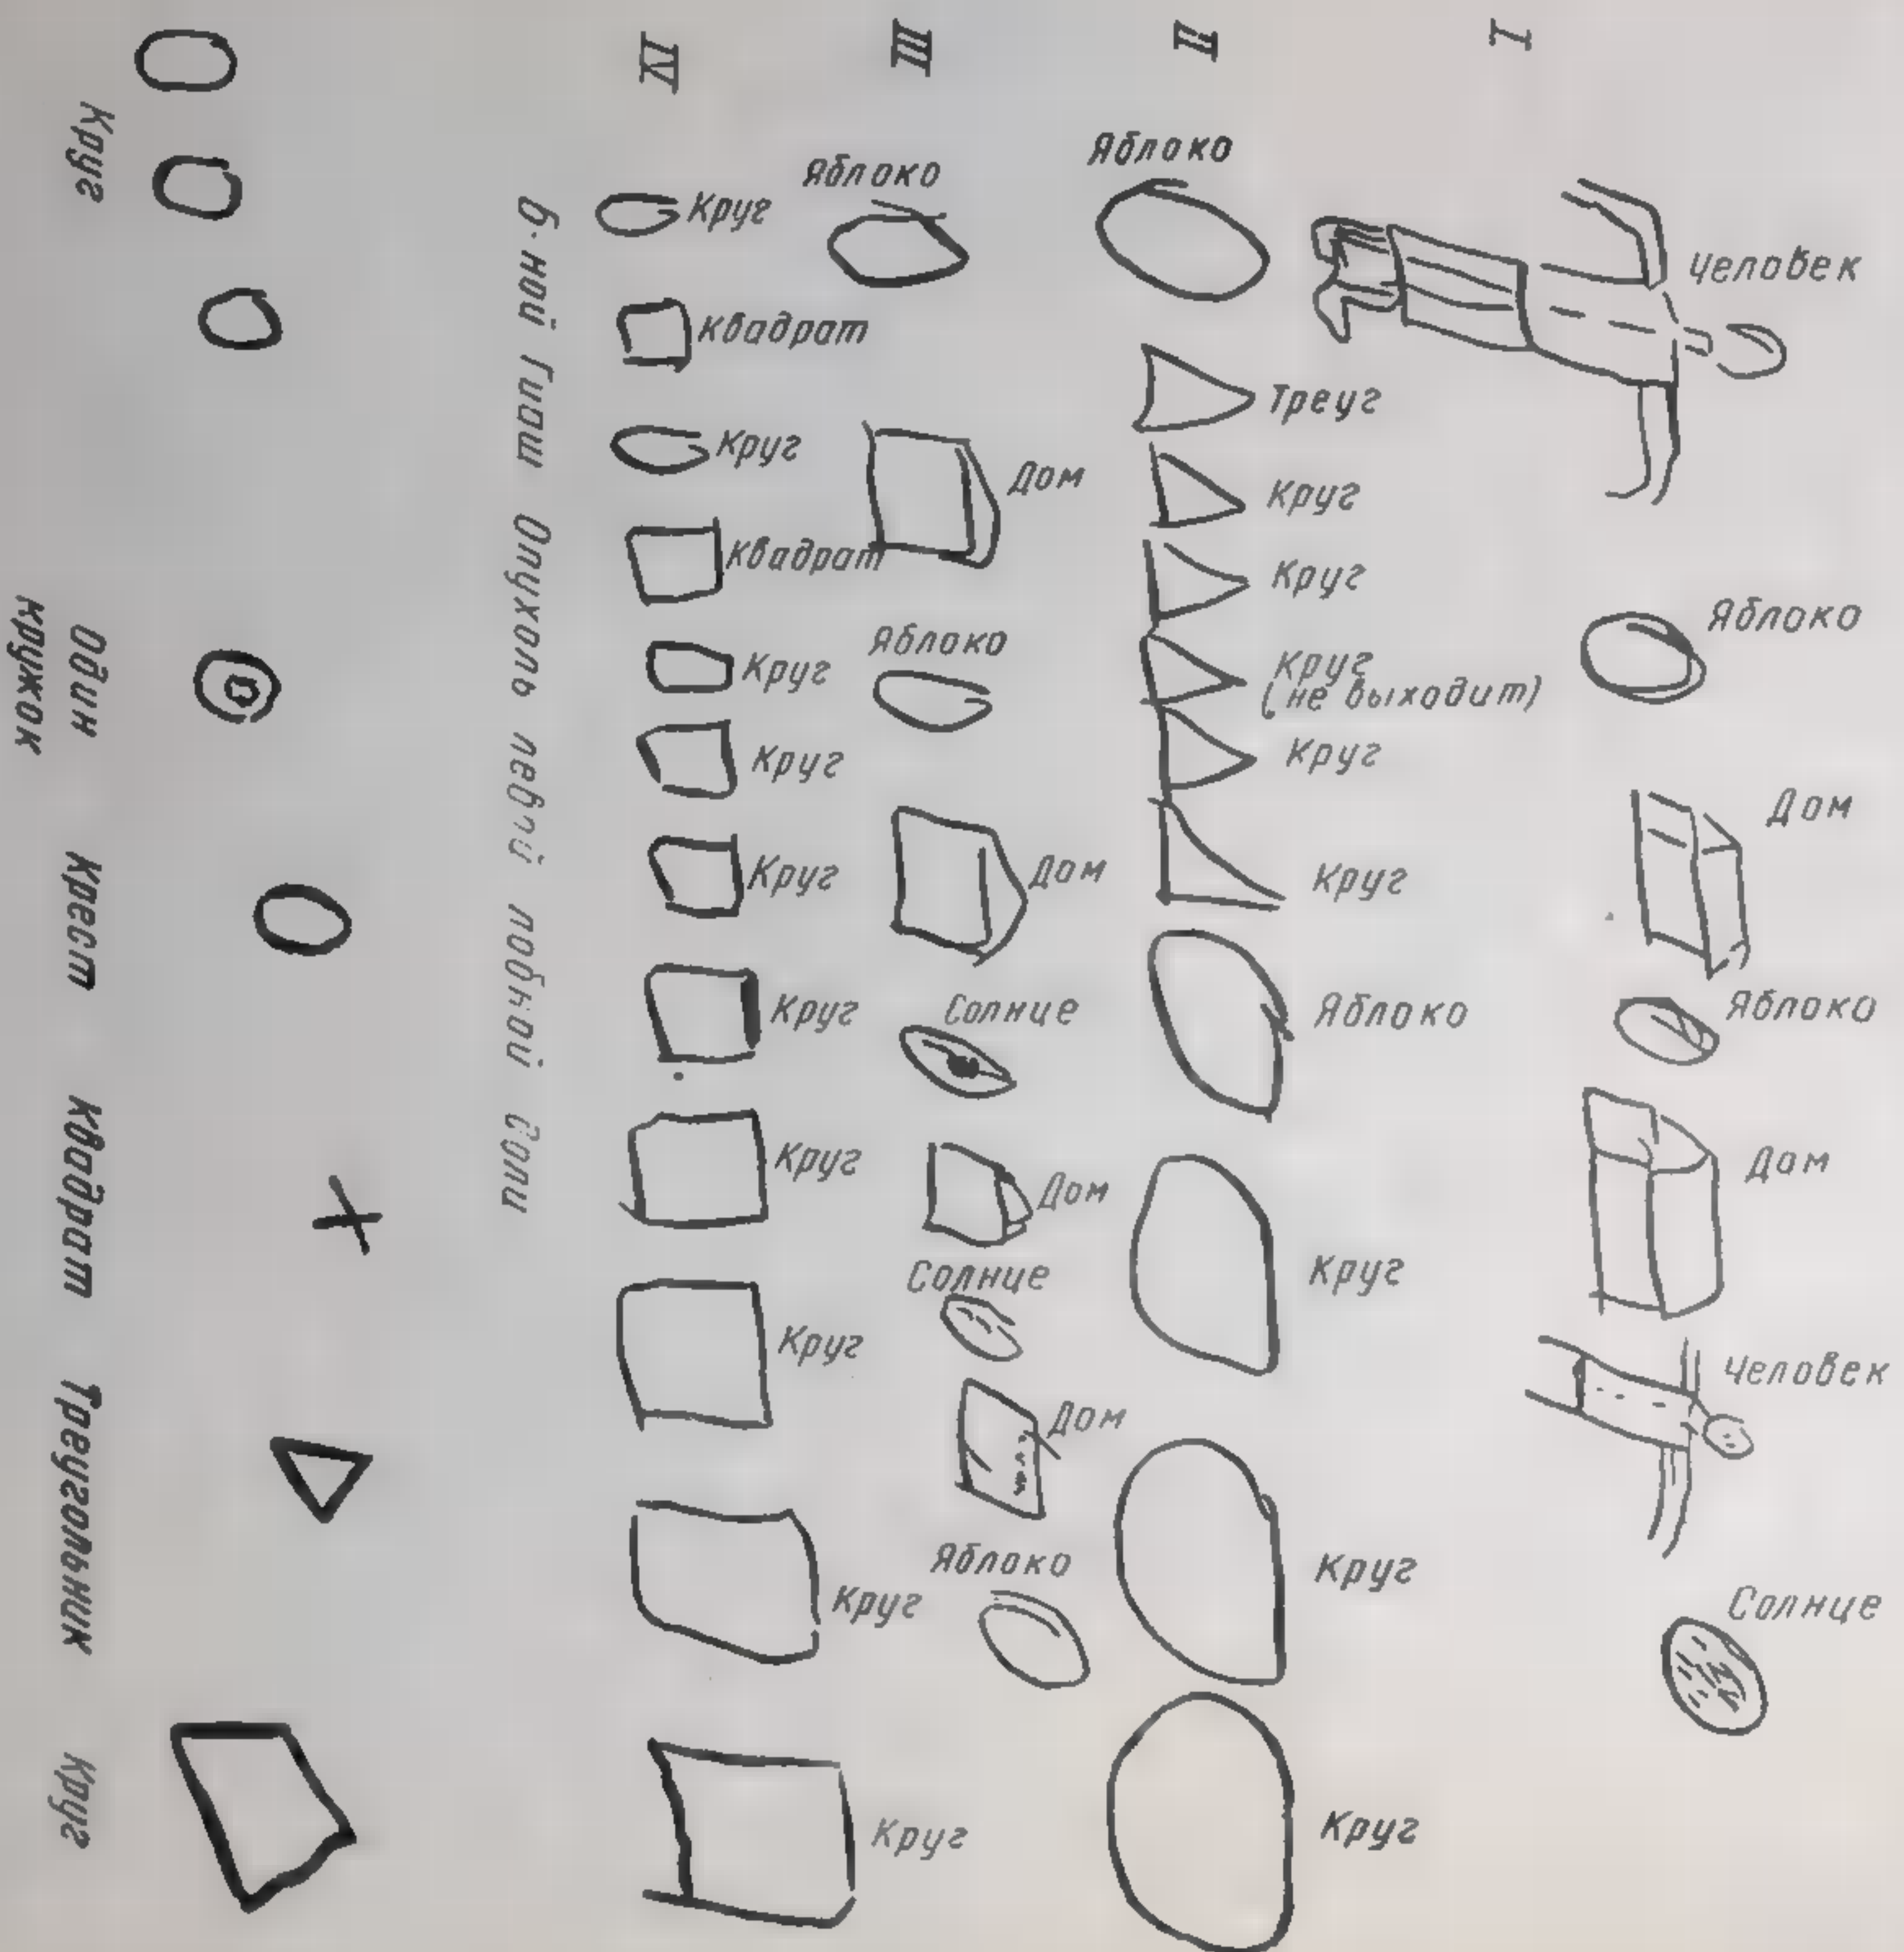 I
Человек
Яблоко
Дом
Яблоко
Дом
Человек
Солнце
II
Яблоко
Треуг
Круг
Круг
Круг
(не выходит)
Круг
Круг
Яблоко
Круг
Круг
Круг
III
Яблоко
Дом
Яблоко
Дом
Солнце
Дом
Солнце
Дом
Яблоко
IV
Круг
Квадрат
Круг
Квадрат
Круг
Круг
Круг
Круг
Круг
Круг
Круг
Круг
Б-ной Гиаш Опухоль левой лобной доли
Круг
Один
кружок
Крест
Квадрат
Треугольник
Круг